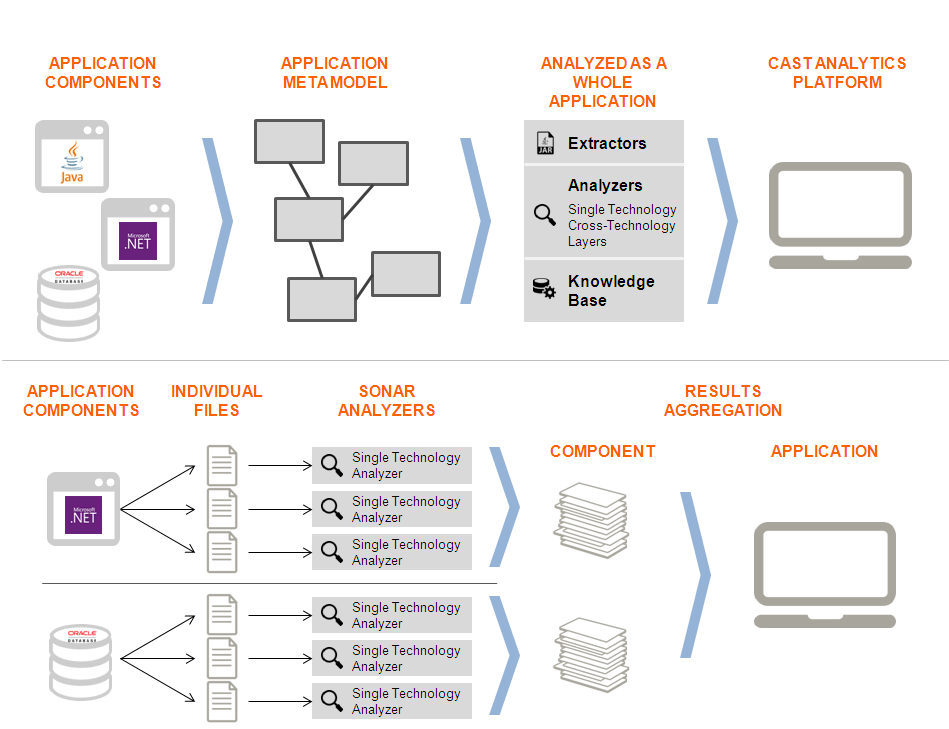 APPLICATION
COMPONENTS
APPLICATION
METAMODEL
ANALYZED AS A
WHOLE
APPLICATION
CAST ANALYTICS
PLATFORM
Java
Microsoft
.NET
ORACLE
DATABASE
JAR
Extractors
Analyzers
Single Technology
Cross-Technology
Layers
Knowledge
Base
APPLICATION
COMPONENTS
INDIVIDUAL
FILES
SONAR
ANALYZERS
RESULTS
AGGREGATION
COMPONENT
APPLICATION
Microsoft
.NET
Single Technology
Analyzer
Single Technology
Analyzer
Single Technology
Analyzer
ORACLE
DATABASE
Single Technology
Analyzer
Single Technology
Analyzer
Single Technology
Analyzer